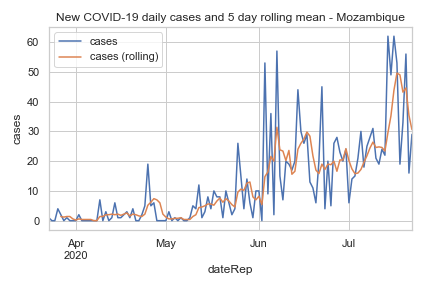 New COVID-19 daily cases and 5 day rolling mean - Mozambique
cases
cases (rolling)
60
50
40
30
20
10
0
cases
Apr
2020
May
Jun
Jul
dateRep